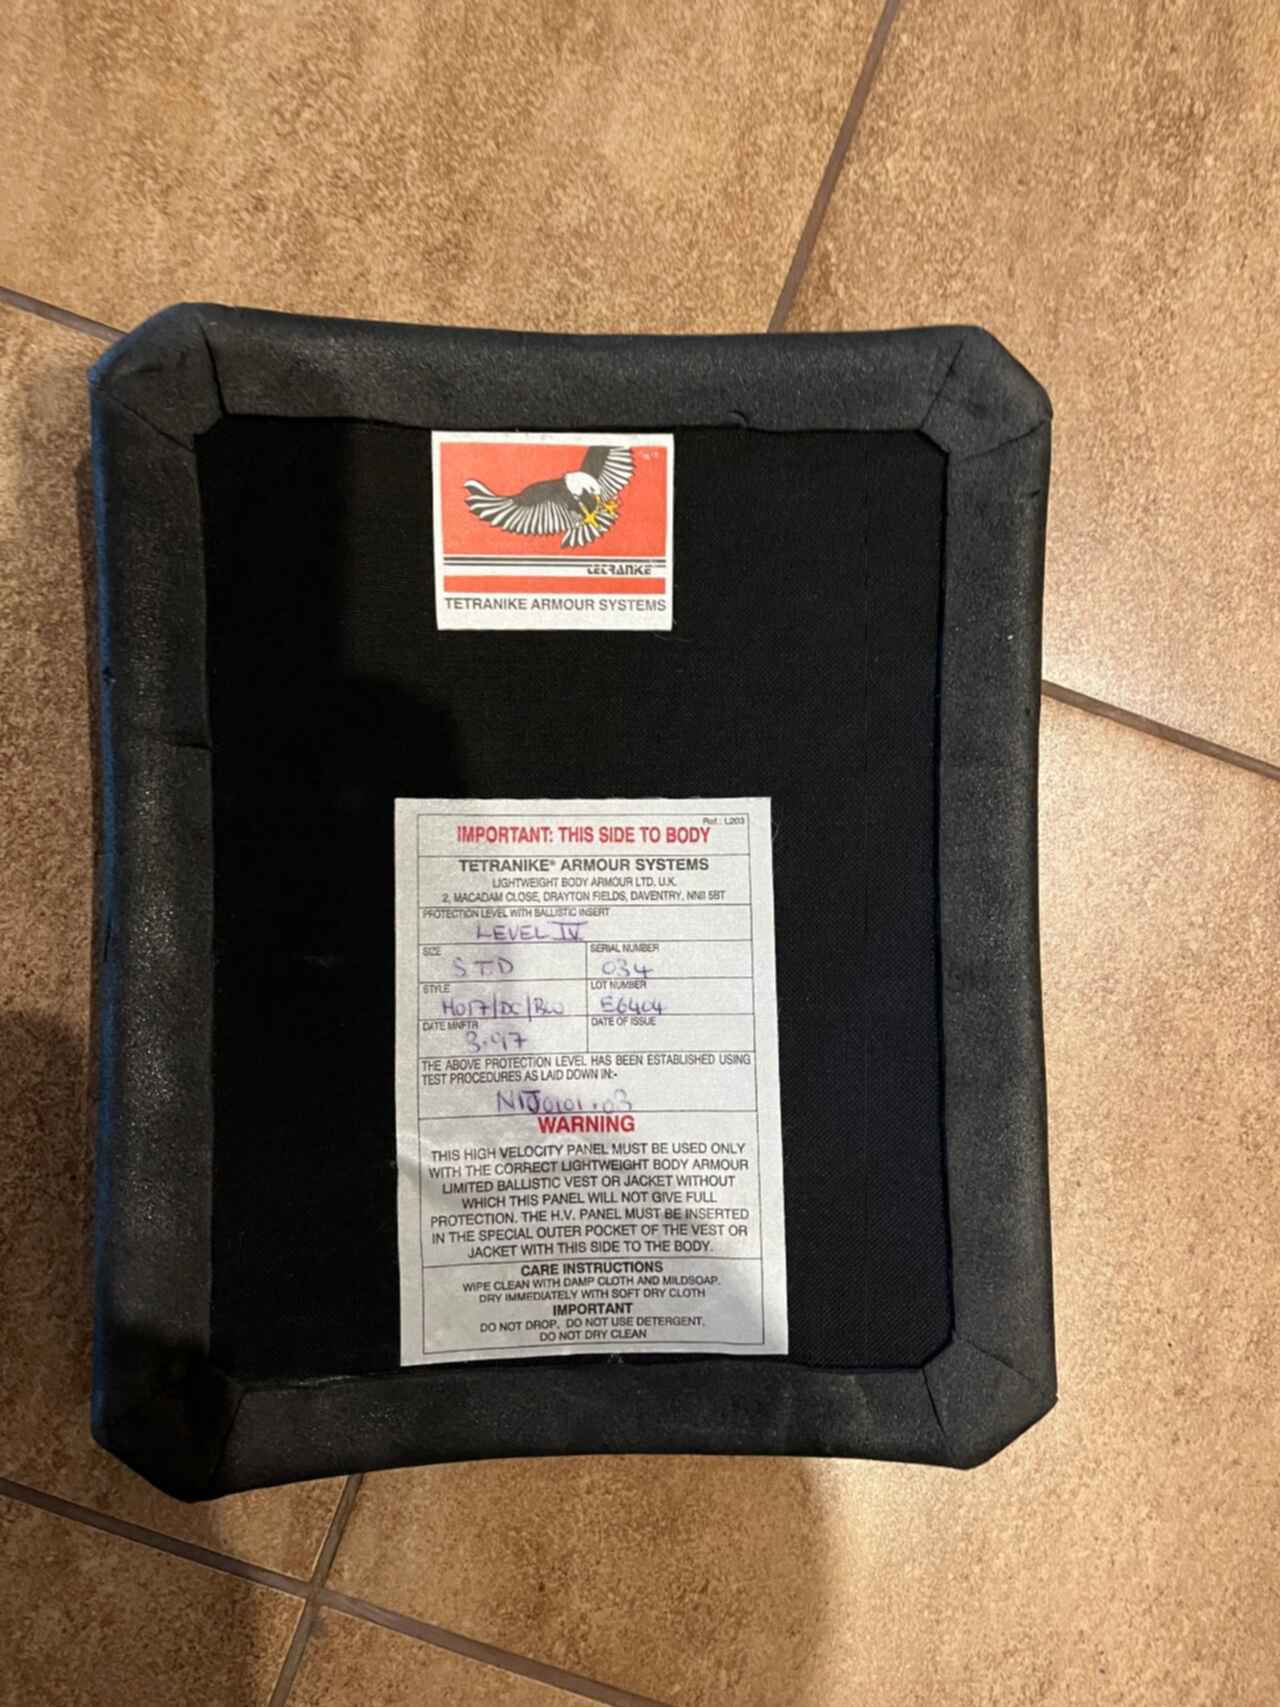 tetranike
TETRANIKE ARMOUR SYSTEMS
Ref.: L203
IMPORTANT: THIS SIDE TO BODY
TETRANIKE® ARMOUR SYSTEMS
LIGHTWEIGHT BODY ARMOUR LTD, U.K.
2, MACADAM CLOSE, DRAYTON FIELDS, DAVENTRY, NN11 5BT
PROTECTION LEVEL WITH BALLISTIC INSERT
LEVEL IV
SIZE SERIAL NUMBER
STD 034
STYLE LOT NUMBER
E6404
DATE MNFTR DATE OF ISSUE
3.97
THE ABOVE PROTECTION LEVEL HAS BEEN ESTABLISHED USING
TEST PROCEDURES AS LAID DOWN IN:-
NIJ0101.03
WARNING
THIS HIGH VELOCITY PANEL MUST BE USED ONLY
WITH THE CORRECT LIGHTWEIGHT BODY ARMOUR
LIMITED BALLISTIC VEST OR JACKET WITHOUT
WHICH THIS PANEL WILL NOT GIVE FULL
PROTECTION. THE H.V. PANEL MUST BE INSERTED
IN THE SPECIAL OUTER POCKET OF THE VEST OR
JACKET WITH THIS SIDE TO THE BODY.
CARE INSTRUCTIONS
WIPE CLEAN WITH DAMP CLOTH AND MILDSOAP.
DRY IMMEDIATELY WITH SOFT DRY CLOTH
IMPORTANT
DO NOT DROP. DO NOT USE DETERGENT.
DO NOT DRY CLEAN